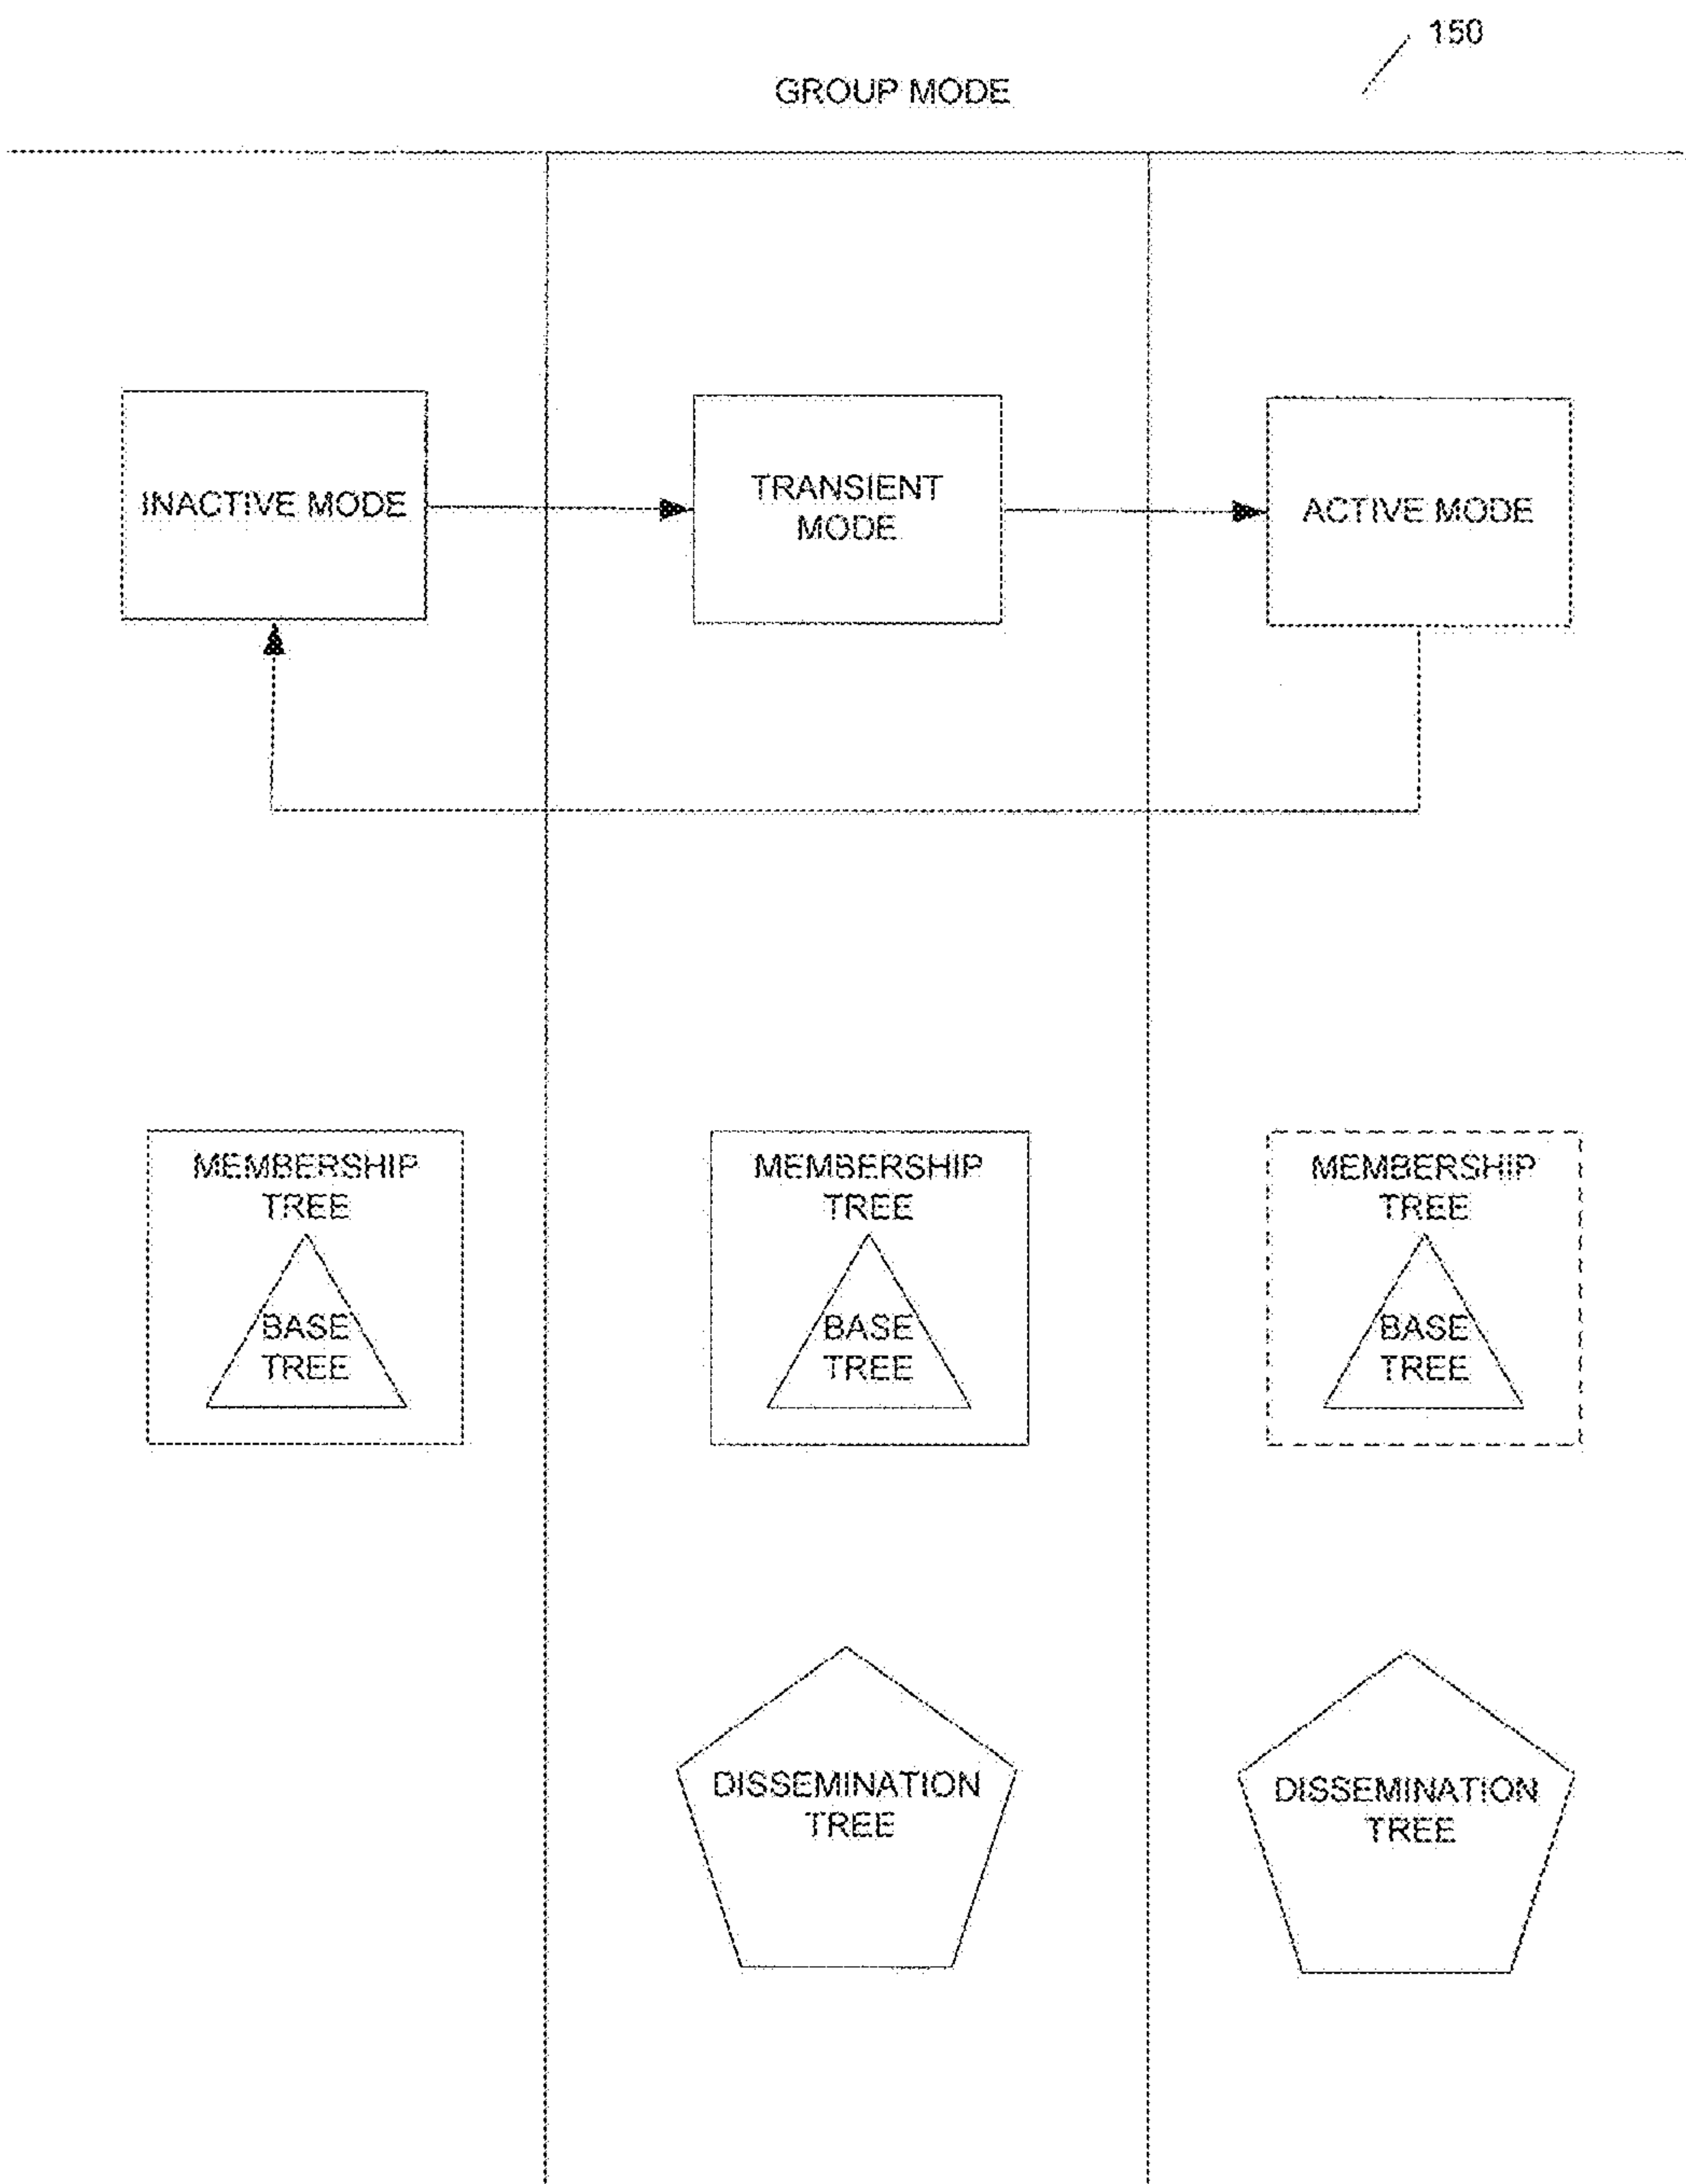 150
GROUP MODE
INACTIVE MODE
TRANSIENT
MODE
ACTIVE MODE
MEMBERSHIP
TREE
BASE
TREE
MEMBERSHIP
TREE
BASE
TREE
MEMBERSHIP
TREE
BASE
TREE
DISSEMINATION
TREE
DISSEMINATION
TREE